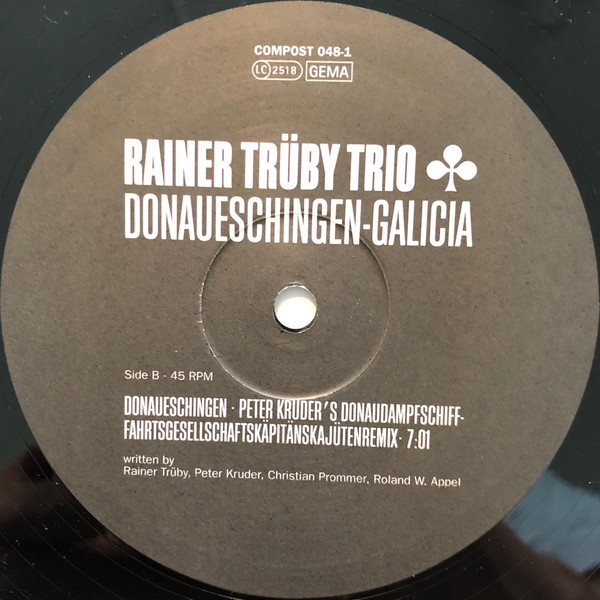 COMPOST 048-1
LC 2518 GEMA
RAINER TRÜBY TRIO
DONAUESCHINGEN-GALICIA
Side B · 45 RPM
DONAUESCHINGEN · PETER KRUDER'S DONAUDAMPFSCHIFF-
FAHRTSGESELLSCHAFTSKÄPITÄNSKAJÜTENREMIX · 7:01
written by
Rainer Trüby, Peter Kruder, Christian Prommer, Roland W. Appel